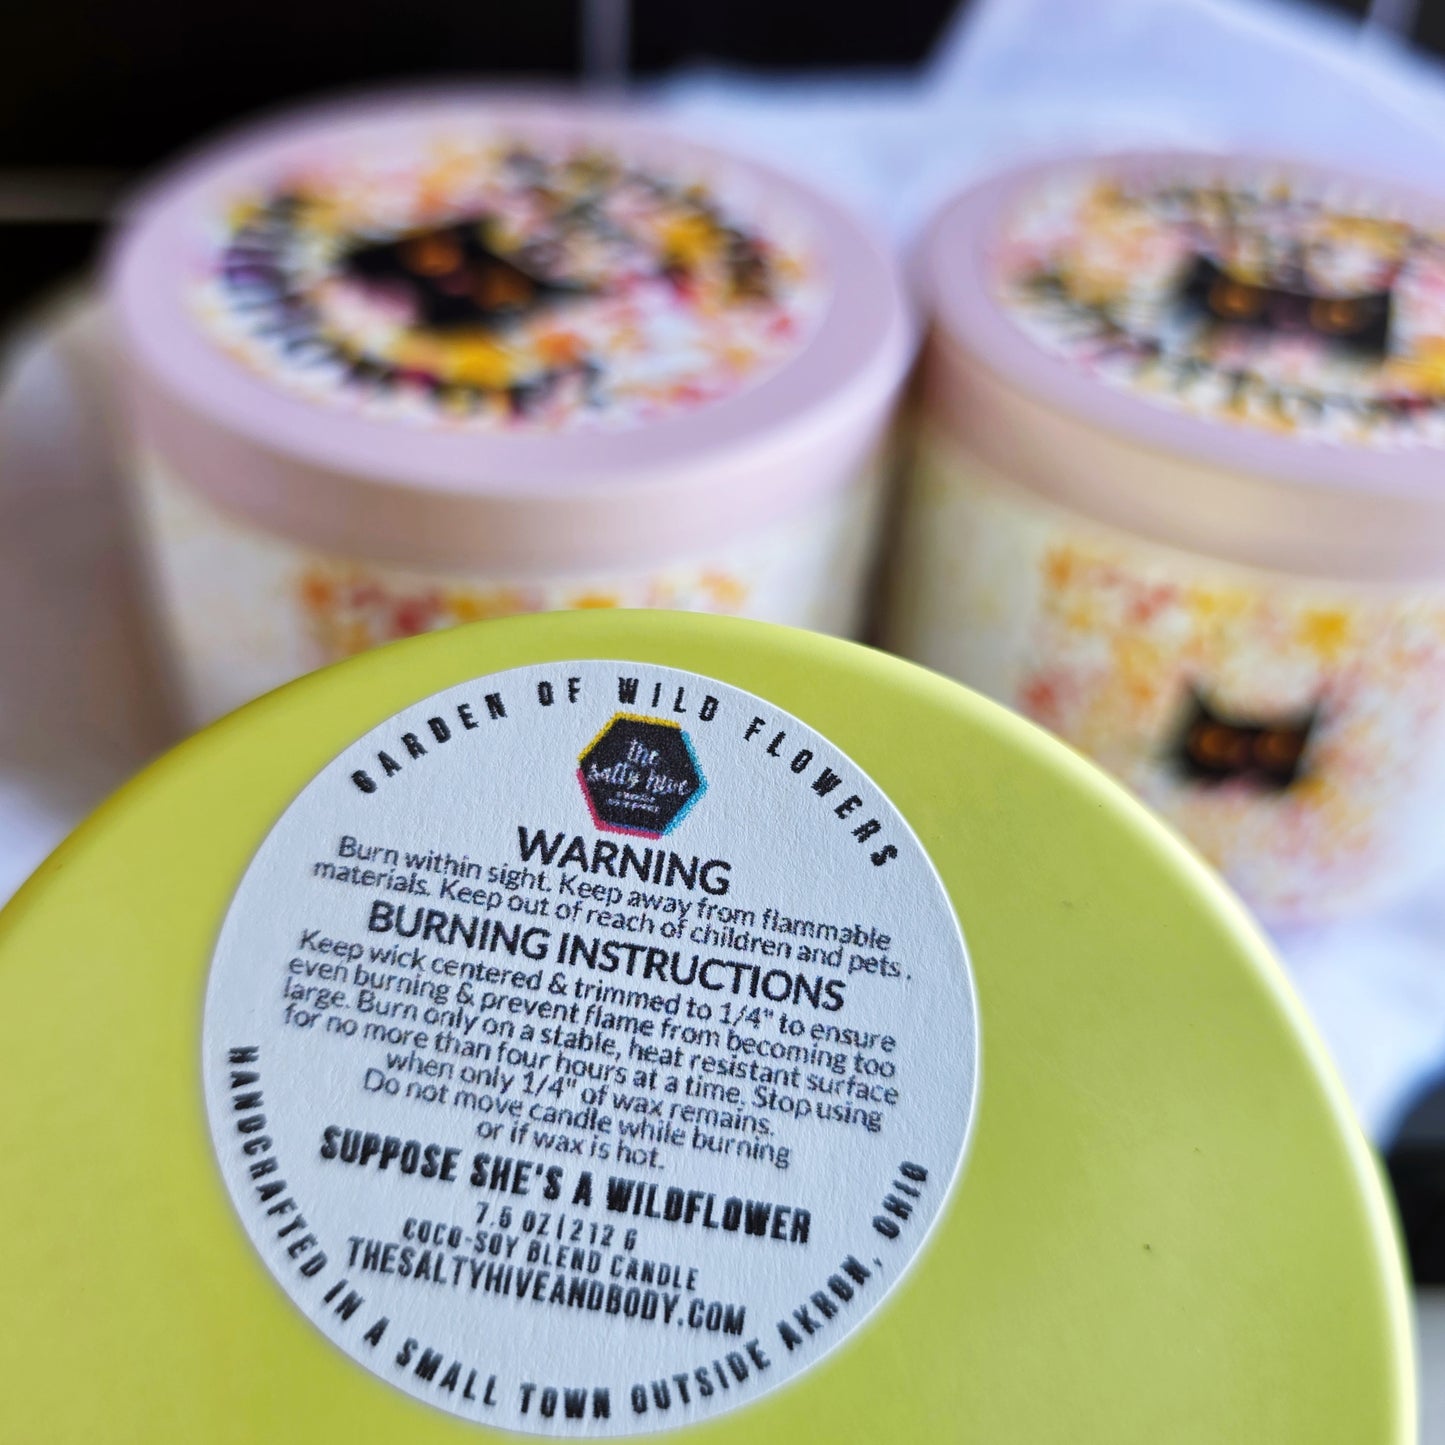 GARDEN OF WILD FLOWERS
the
salty hive
WARNING
Burn within sight. Keep away from flammable
materials. Keep out of reach of children and pets.
BURNING INSTRUCTIONS
Keep wick centered & trimmed to 1/4" to ensure
even burning & prevent flame from becoming too
large. Burn only on a stable, heat resistant surface
for no more than four hours at a time. Stop using
when only 1/4" of wax remains.
Do not move candle while burning
or if wax is hot.
SUPPOSE SHE'S A WILDFLOWER
7.5 OZ | 212 G
COCO-SOY BLEND CANDLE
THESALTYHIVEANDBODY.COM
HANDCRAFTED IN A SMALL TOWN OUTSIDE AKRON, OHIO